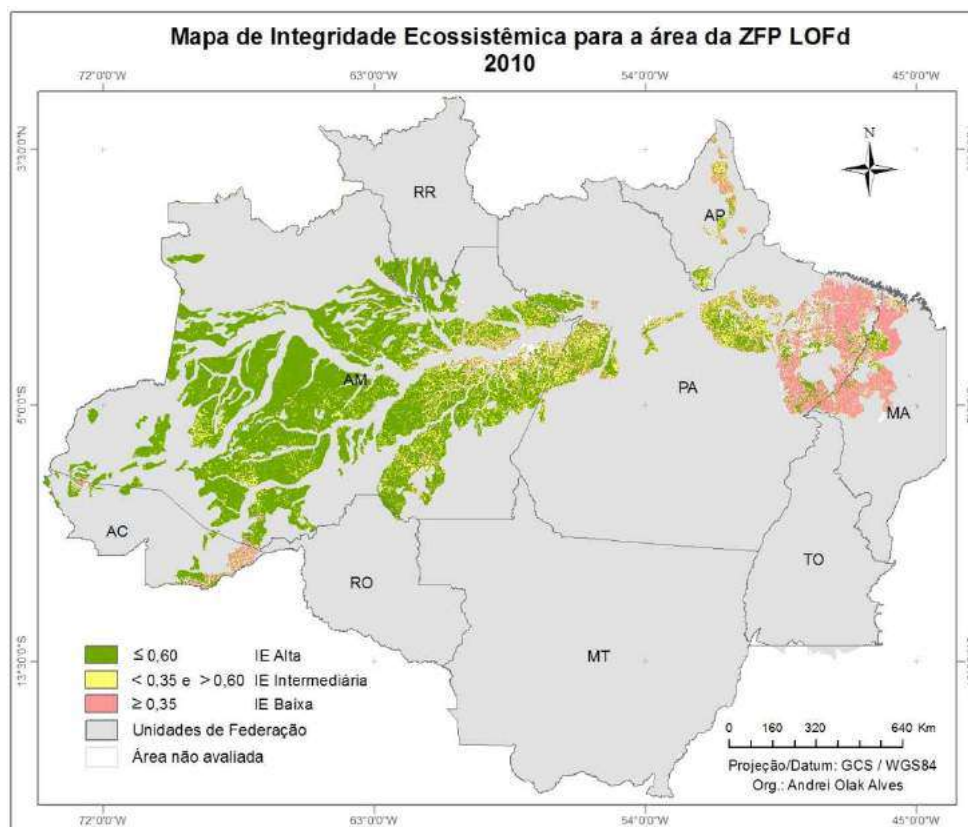 Mapa de Integridade Ecossistêmica para a área da ZFP LOFd
2010
72°0'0"W 63°0'0"W 54°0'0"W 45°0'0"W
3°30'0"N
N
RR
AP
AM
PA
6°0'0"S
MA
AC
TO
RO
MT
13°30'0"S
≤ 0,60 IE Alta
< 0,35 e > 0,60 IE Intermediária
≥ 0,35 IE Baixa
Unidades de Federação
Área não avaliada
0 160 320 640 Km
Projeção/Datum: GCS / WGS84
Org.: Andrei Olak Alves
72°0'0"W 63°0'0"W 54°0'0"W 45°0'0"W